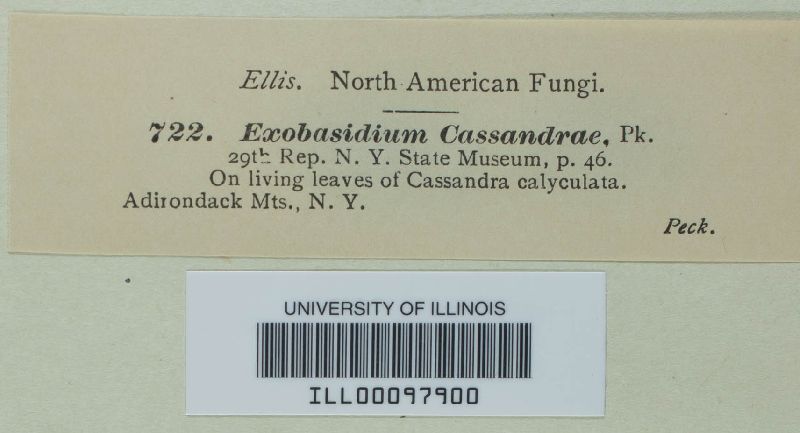 Ellis. North American Fungi.
722. Exobasidium Cassandrae, Pk.
29th Rep. N. Y. State Museum, p. 46.
On living leaves of Cassandra calyculata.
Adirondack Mts., N. Y.
Peck.
UNIVERSITY OF ILLINOIS
ILL00097900